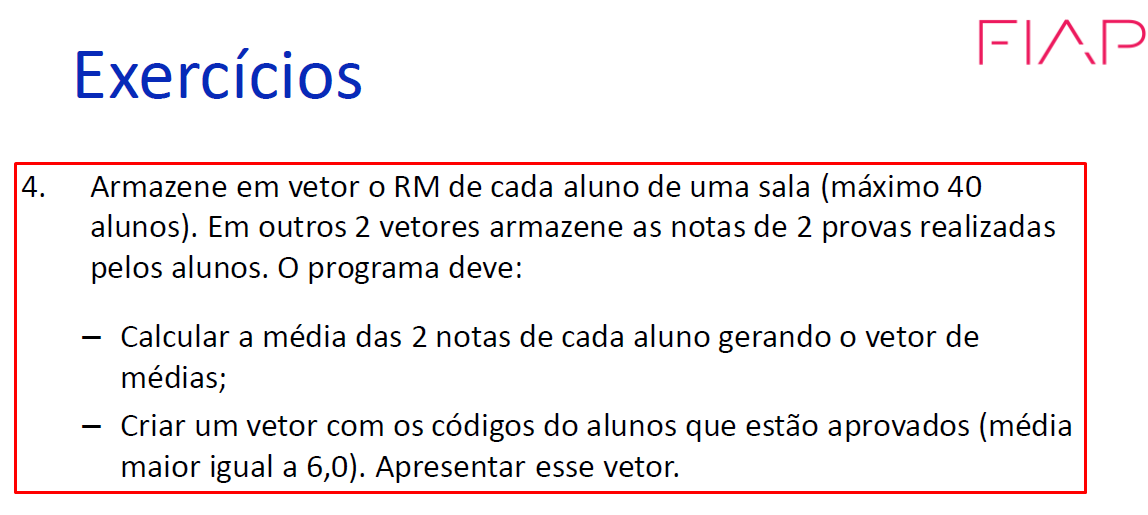 FIAP
Exercícios
4. Armazene em vetor o RM de cada aluno de uma sala (máximo 40
alunos). Em outros 2 vetores armazene as notas de 2 provas realizadas
pelos alunos. O programa deve:
– Calcular a média das 2 notas de cada aluno gerando o vetor de
médias;
– Criar um vetor com os códigos do alunos que estão aprovados (média
maior igual a 6,0). Apresentar esse vetor.